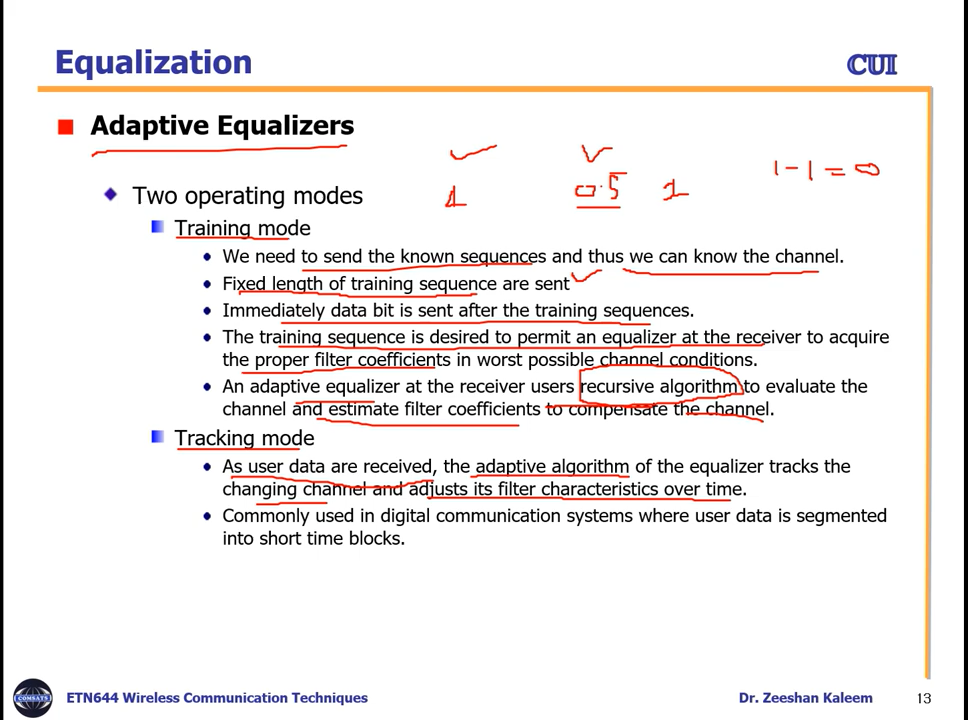 Equalization
CUI
Adaptive Equalizers
1 0.5 1 1-1=0
Two operating modes
Training mode
We need to send the known sequences and thus we can know the channel.
Fixed length of training sequence are sent
Immediately data bit is sent after the training sequences.
The training sequence is desired to permit an equalizer at the receiver to acquire
the proper filter coefficients in worst possible channel conditions.
An adaptive equalizer at the receiver users recursive algorithm to evaluate the
channel and estimate filter coefficients to compensate the channel.
Tracking mode
As user data are received, the adaptive algorithm of the equalizer tracks the
changing channel and adjusts its filter characteristics over time.
Commonly used in digital communication systems where user data is segmented
into short time blocks.
COMSATS
ETN644 Wireless Communication Techniques
Dr. Zeeshan Kaleem
13